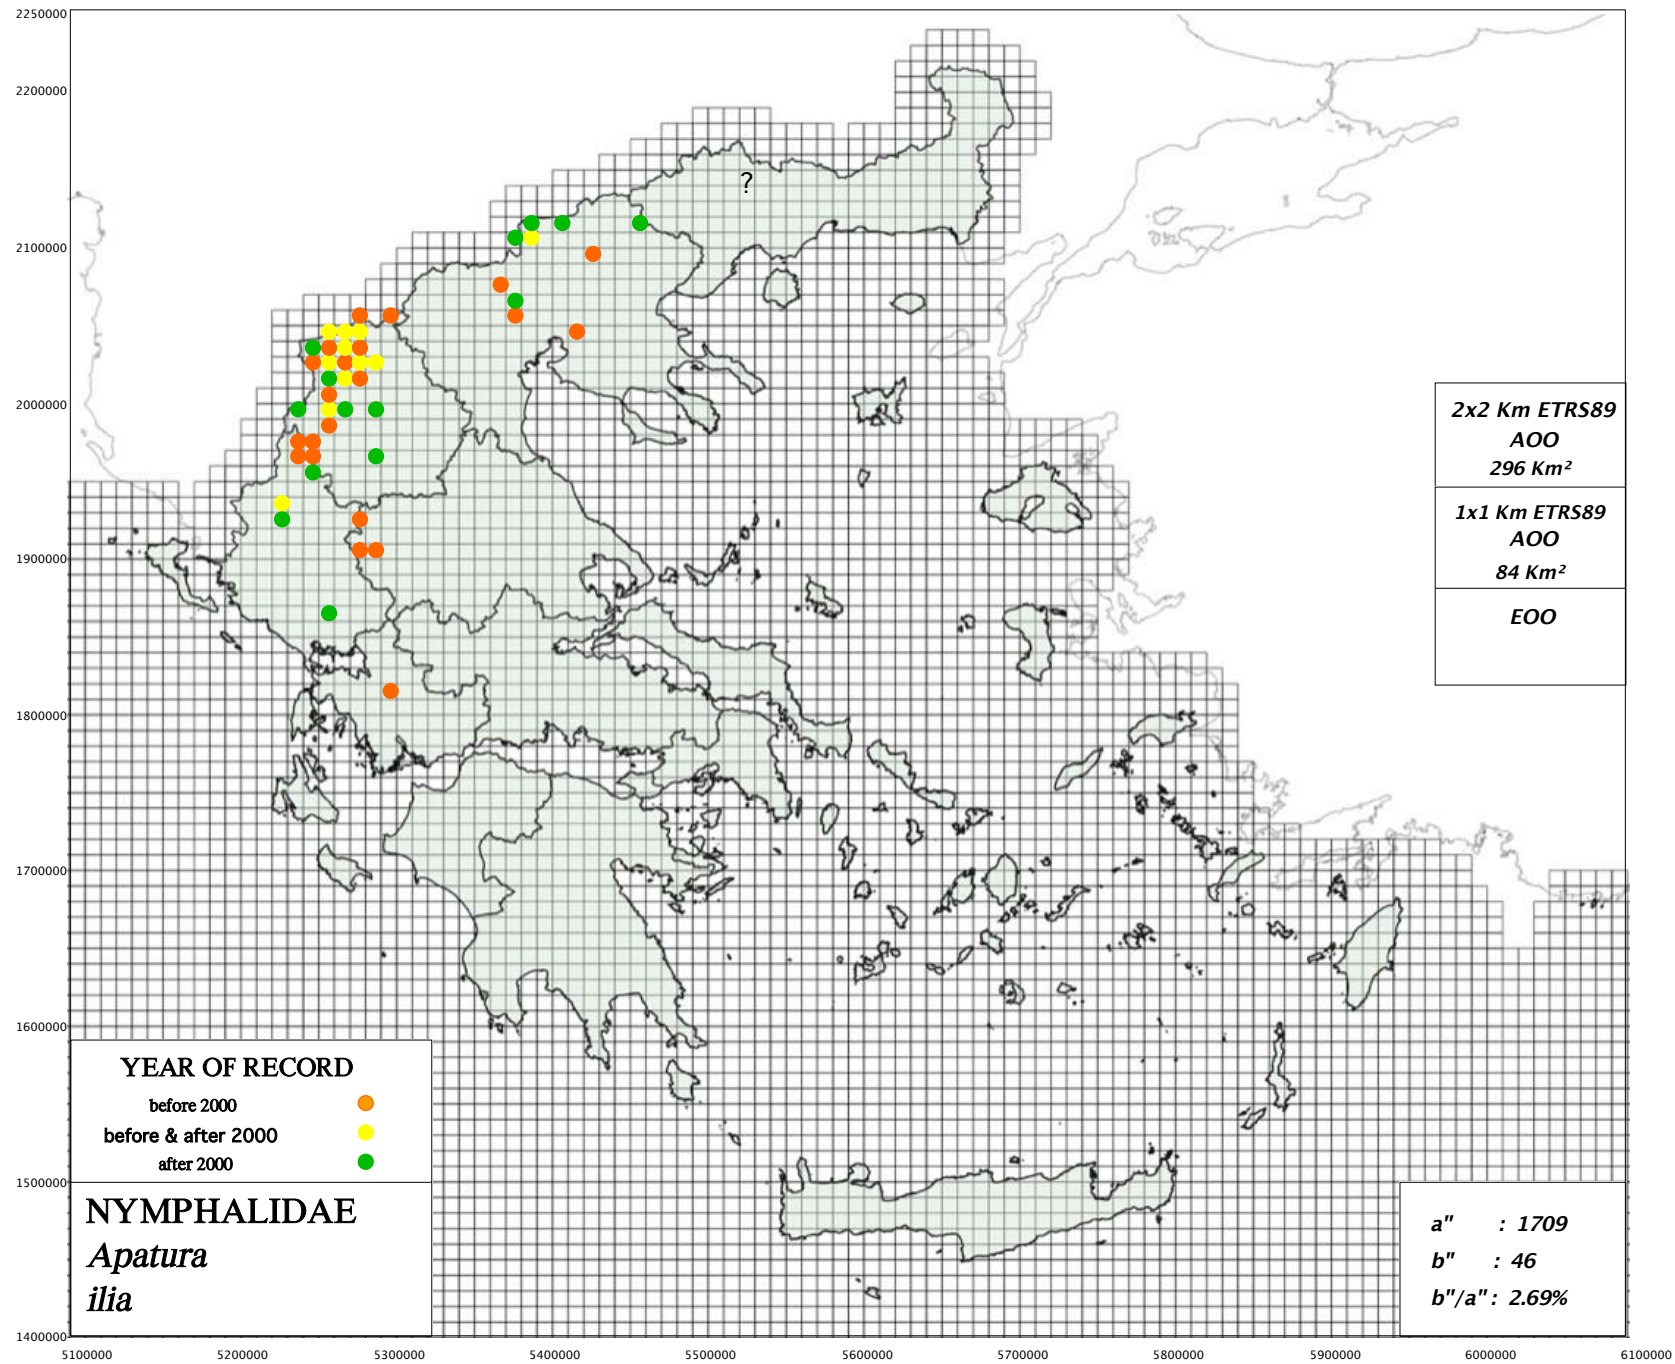 2250000
2200000
2100000
2000000
1900000
1800000
1700000
1600000
1500000
1400000
?
2x2 Km ETRS89
AOO
296 Km²
1x1 Km ETRS89
AOO
84 Km²
EOO
YEAR OF RECORD
before 2000
before & after 2000
after 2000
NYMPHALIDAE
Apatura
ilia
a" : 1709
b" : 46
b"/a" : 2.69%
5100000 5200000 5300000 5400000 5500000 5600000 5700000 5800000 5900000 6000000 6100000